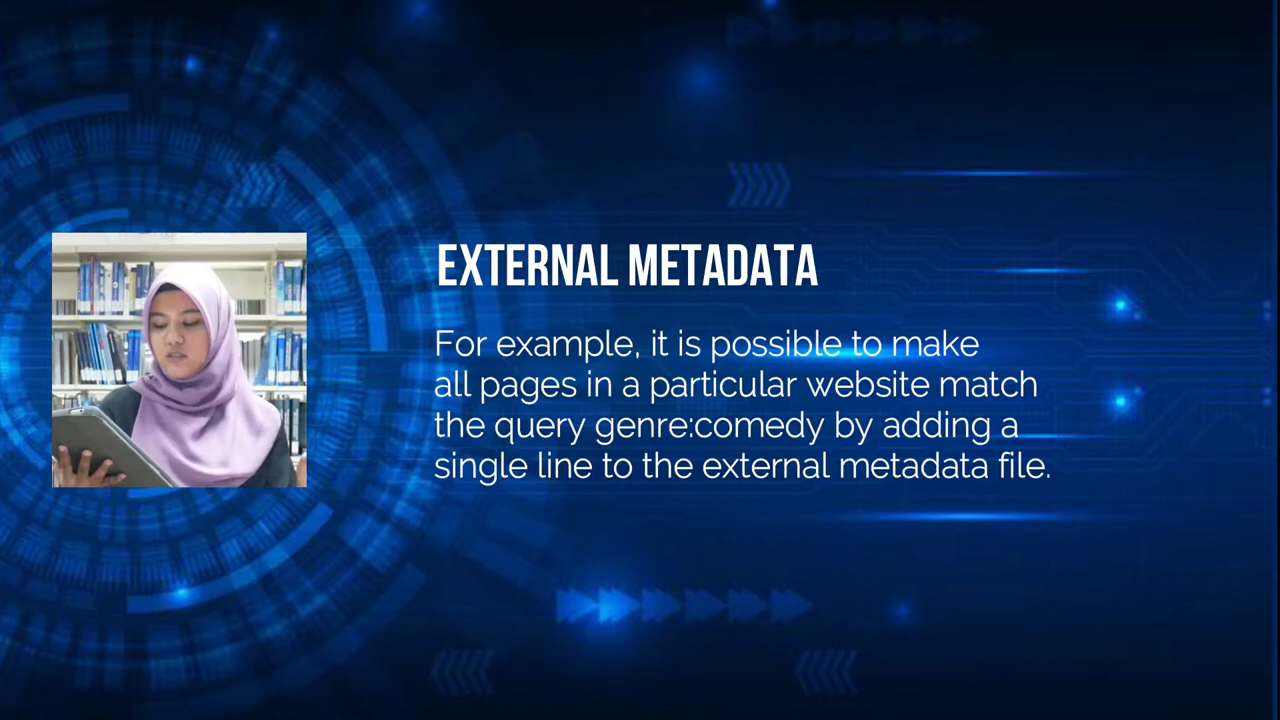 EXTERNAL METADATA
For example, it is possible to make
all pages in a particular website match
the query genre:comedy by adding a
single line to the external metadata file.